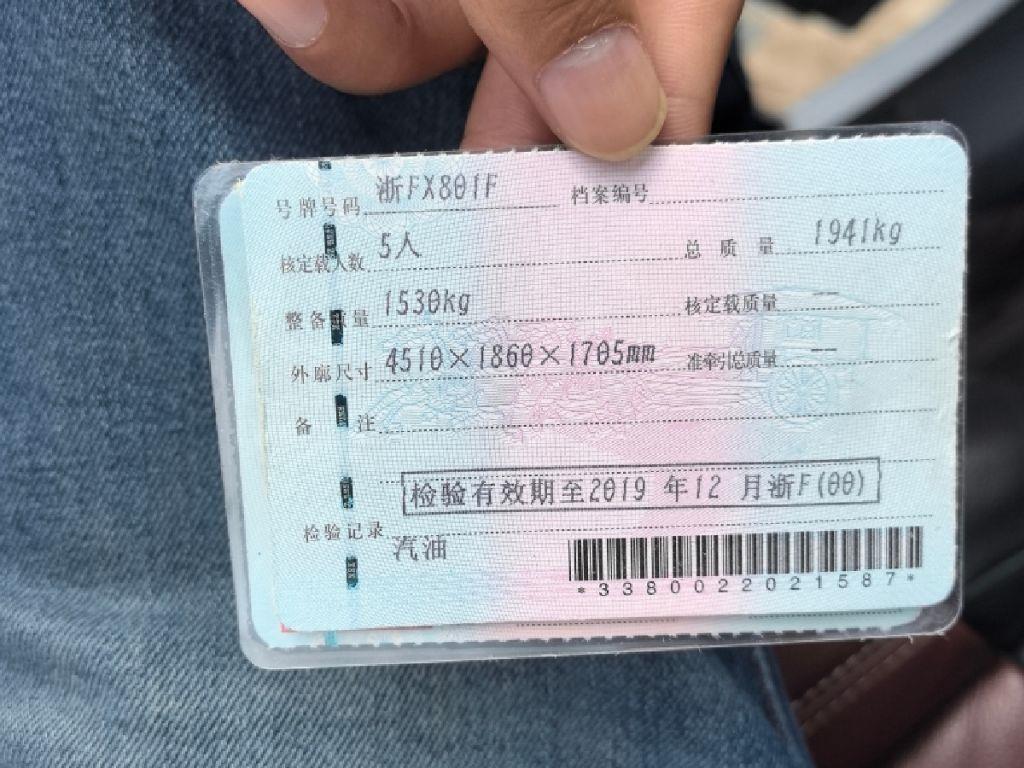 号牌号码 浙FX801F 档案编号
核定载人数 5人 总质量 1941kg
整备质量 1530kg 核定载质量 --
外廓尺寸 4510×1860×1705mm 准牵引总质量 --
备注
检验有效期至2019年12月浙F(00)
检验记录 汽油
*3380022021587*